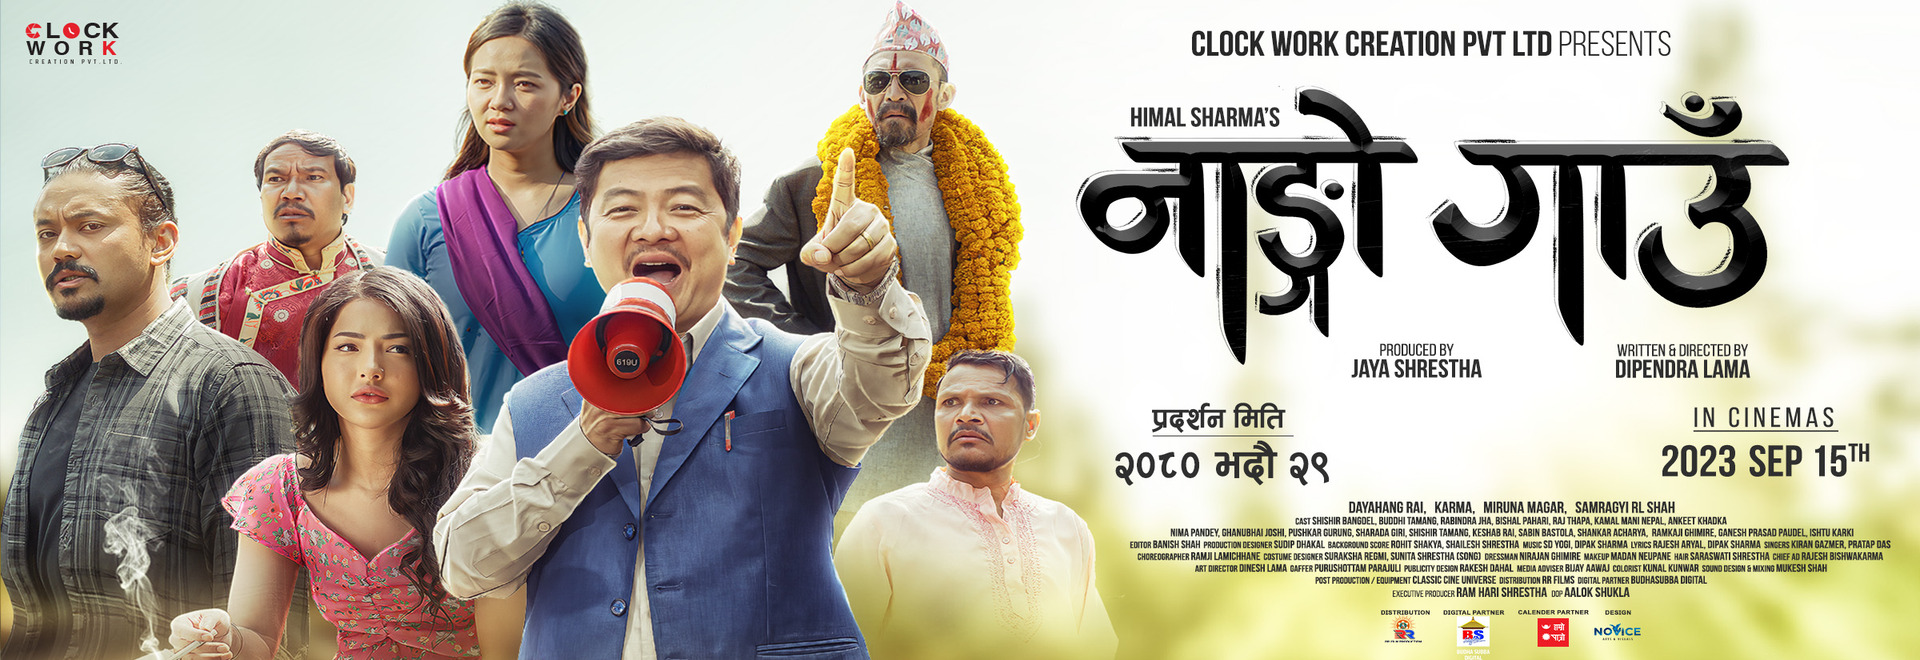 CLOCK
WORK
CREATION PVT.LTD.
619U
CLOCK WORK CREATION PVT LTD PRESENTS
HIMAL SHARMA'S
नाङ्गो गाउँ
PRODUCED BY
JAYA SHRESTHA
WRITTEN & DIRECTED BY
DIPENDRA LAMA
प्रदर्शन मिति
२०८० भदौ २९
IN CINEMAS
2023 SEP 15TH
DAYAHANG RAI, KARMA, MIRUNA MAGAR, SAMRAGYI RL SHAH
CAST SHISHIR BANGDEL, BUDDHI TAMANG, RABINDRA JHA, BISHAL PAHARI, RAJ THAPA, KAMAL MANI NEPAL, ANKEET KHADKA
NIMA PANDEY, GHANUBHAI JOSHI, PUSHKAR GURUNG, SHARADA GIRI, SHISHIR TAMANG, KESHAB RAI, SABIN BASTOLA, SHANKAR ACHARYA, RAMKAJI GHIMIRE, GANESH PRASAD PAUDEL, ISHTU KARKI
EDITOR BANISH SHAH PRODUCTION DESIGNER SUDIP DHAKAL BACKGROUND SCORE ROHIT SHAKYA, SHAILESH SHRESTHA MUSIC SD YOGI, DIPAK SHARMA LYRICS RAJESH ARYAL, DIPAK SHARMA SINGERS KIRAN GAZMER, PRATAP DAS
CHOREOGRAPHER RAMJI LAMICHHANE COSTUME DESIGNER SURAKSHA REGMI, SUNITA SHRESTHA (SONG) DRESSMAN NIRAJAN GHIMIRE MAKEUP MADAN NEUPANE HAIR SARASWATI SHRESTHA CHIEF AD RAJESH BISHWAKARMA
ART DIRECTOR DINESH LAMA GAFFER PURUSHOTTAM PARAJULI PUBLICITY DESIGN RAKESH DAHAL MEDIA ADVISER BIJAY AAWAJ COLORIST KUNAL KUNWAR SOUND DESIGN & MIXING MUKESH SHAH
POST PRODUCTION / EQUIPMENT CLASSIC CINE UNIVERSE DISTRIBUTION RR FILMS DIGITAL PARTNER BUDHASUBBA DIGITAL
EXECUTIVE PRODUCER RAM HARI SHRESTHA DOP AALOK SHUKLA
DISTRIBUTION DIGITAL PARTNER CALENDER PARTNER DESIGN
RR BS हाम्रो पात्रो NOVICE
BUDHA SUBBA
DIGITAL